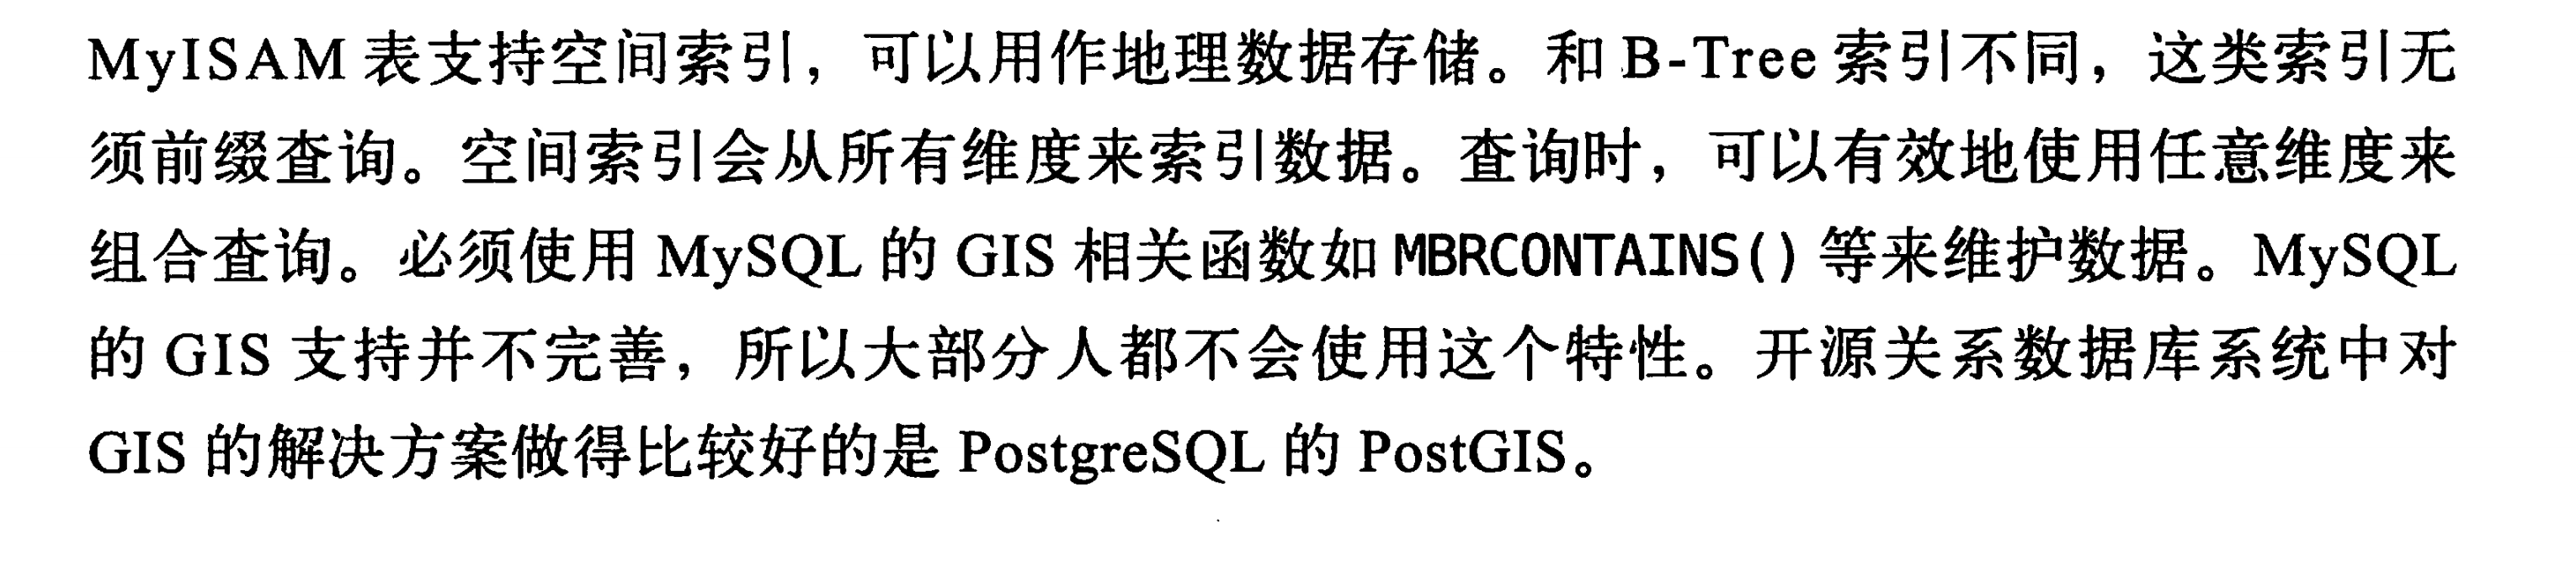 MyISAM 表支持空间索引，可以用作地理数据存储。和 B-Tree 索引不同，这类索引无
须前缀查询。空间索引会从所有维度来索引数据。查询时，可以有效地使用任意维度来
组合查询。必须使用 MySQL 的 GIS 相关函数如 MBRCONTAINS() 等来维护数据。MySQL
的 GIS 支持并不完善，所以大部分人都不会使用这个特性。开源关系数据库系统中对
GIS 的解决方案做得比较好的是 PostgreSQL 的 PostGIS。